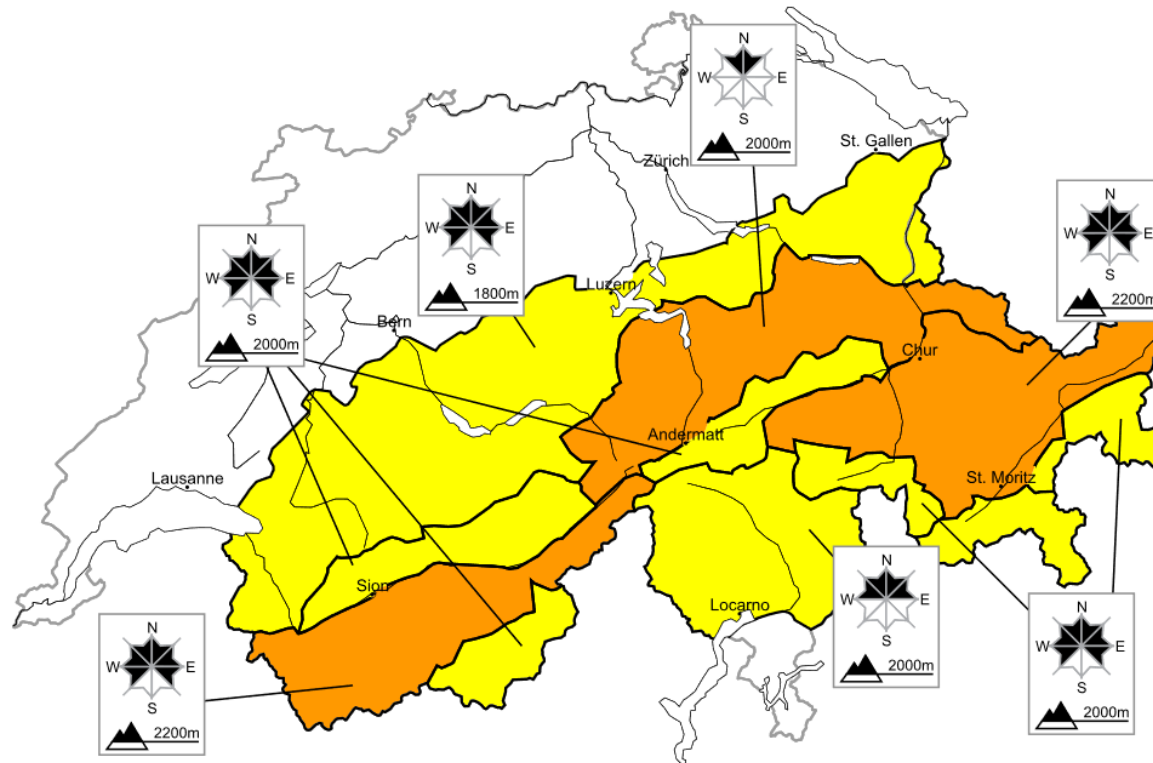 N
W E
S
2000m
St. Gallen
Zürich
N
W E
S
1800m
N
W E
S
2200m
N
W E
S
2000m
Luzern
Bern
Chur
Andermatt
Lausanne
St. Moritz
Sion
N
W E
S
2000m
Locarno
N
W E
S
2000m
N
W E
S
2200m